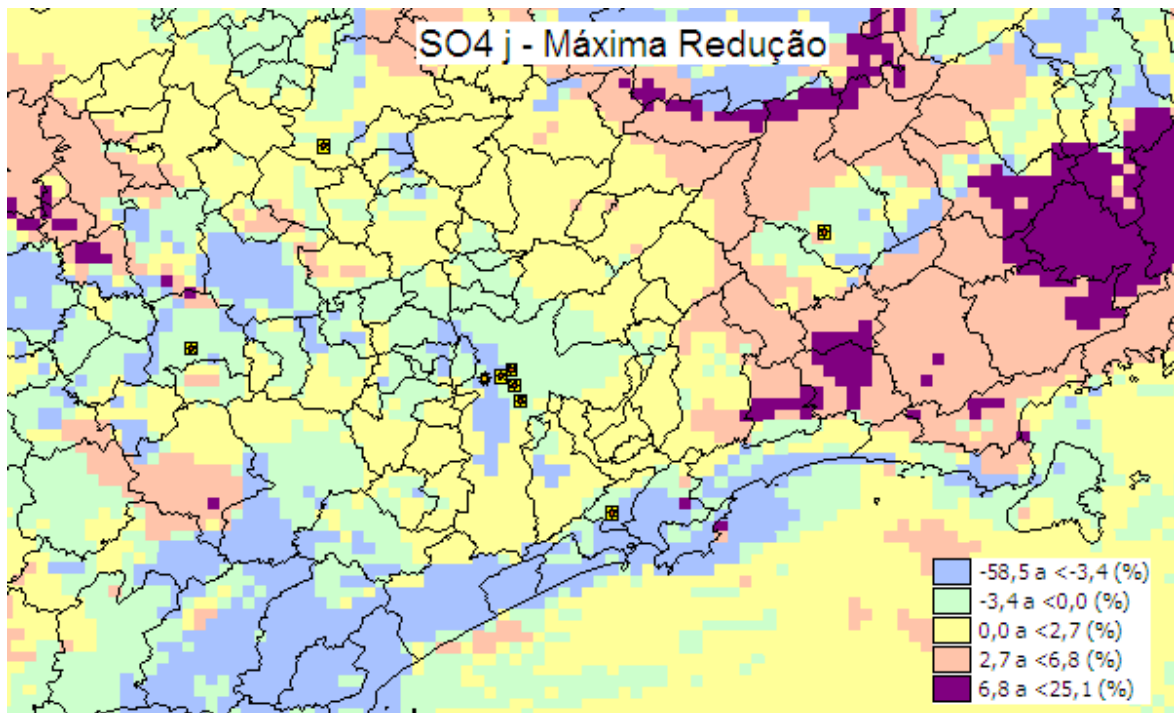 SO4 j - Máxima Redução
-58,5 a <-3,4 (%)
-3,4 a <0,0 (%)
0,0 a <2,7 (%)
2,7 a <6,8 (%)
6,8 a <25,1 (%)